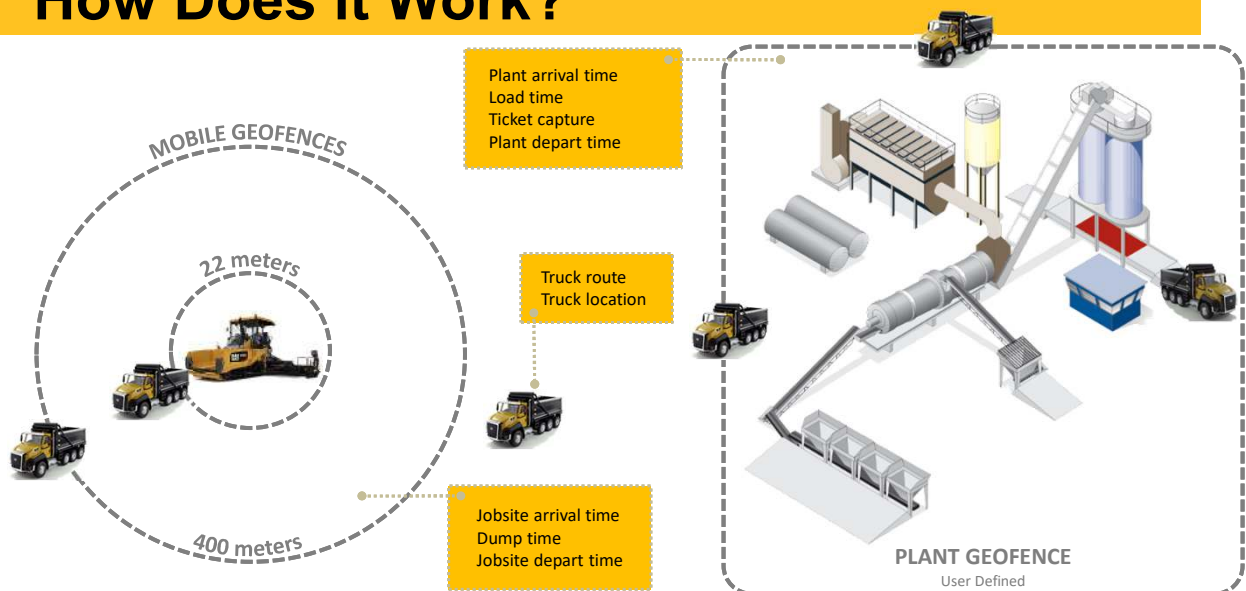 How Does it Work?
Plant arrival time
Load time
Ticket capture
Plant depart time
MOBILE GEOFENCES
22 meters
Truck route
Truck location
400 meters
Jobsite arrival time
Dump time
Jobsite depart time
PLANT GEOFENCE
User Defined